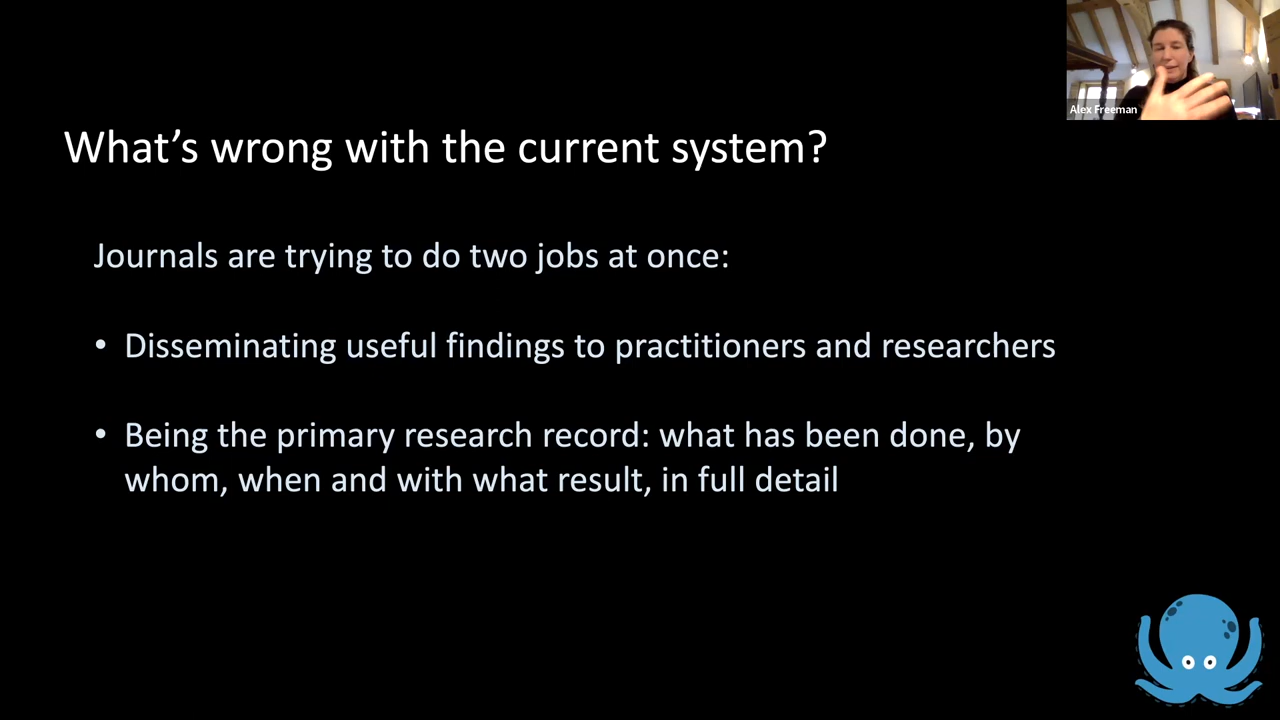 Alex Freeman
What’s wrong with the current system?
Journals are trying to do two jobs at once:
• Disseminating useful findings to practitioners and researchers
• Being the primary research record: what has been done, by
whom, when and with what result, in full detail